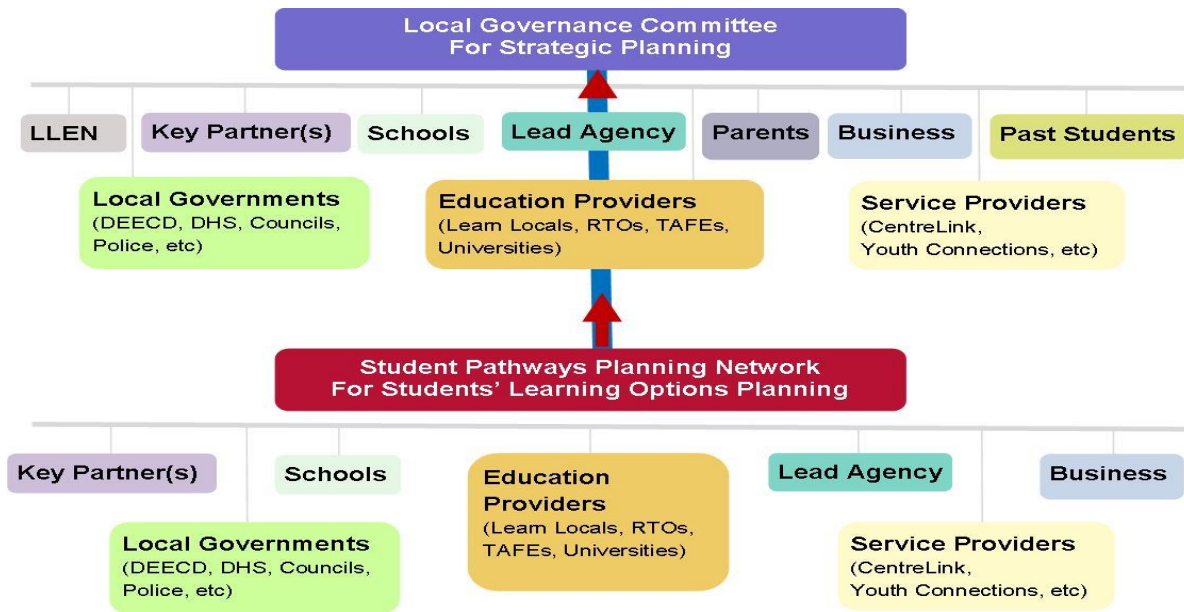 Local Governance Committee
For Strategic Planning
LLEN
Key Partner(s)
Schools
Lead Agency
Parents
Business
Past Students
Local Governments
(DEECD, DHS, Councils,
Police, etc)
Education Providers
(Learn Locals, RTOs, TAFEs,
Universities)
Service Providers
(CentreLink,
Youth Connections, etc)
Student Pathways Planning Network
For Students’ Learning Options Planning
Key Partner(s)
Schools
Education
Providers
(Learn Locals, RTOs,
TAFEs, Universities)
Lead Agency
Business
Local Governments
(DEECD, DHS, Councils,
Police, etc)
Service Providers
(CentreLink,
Youth Connections, etc)